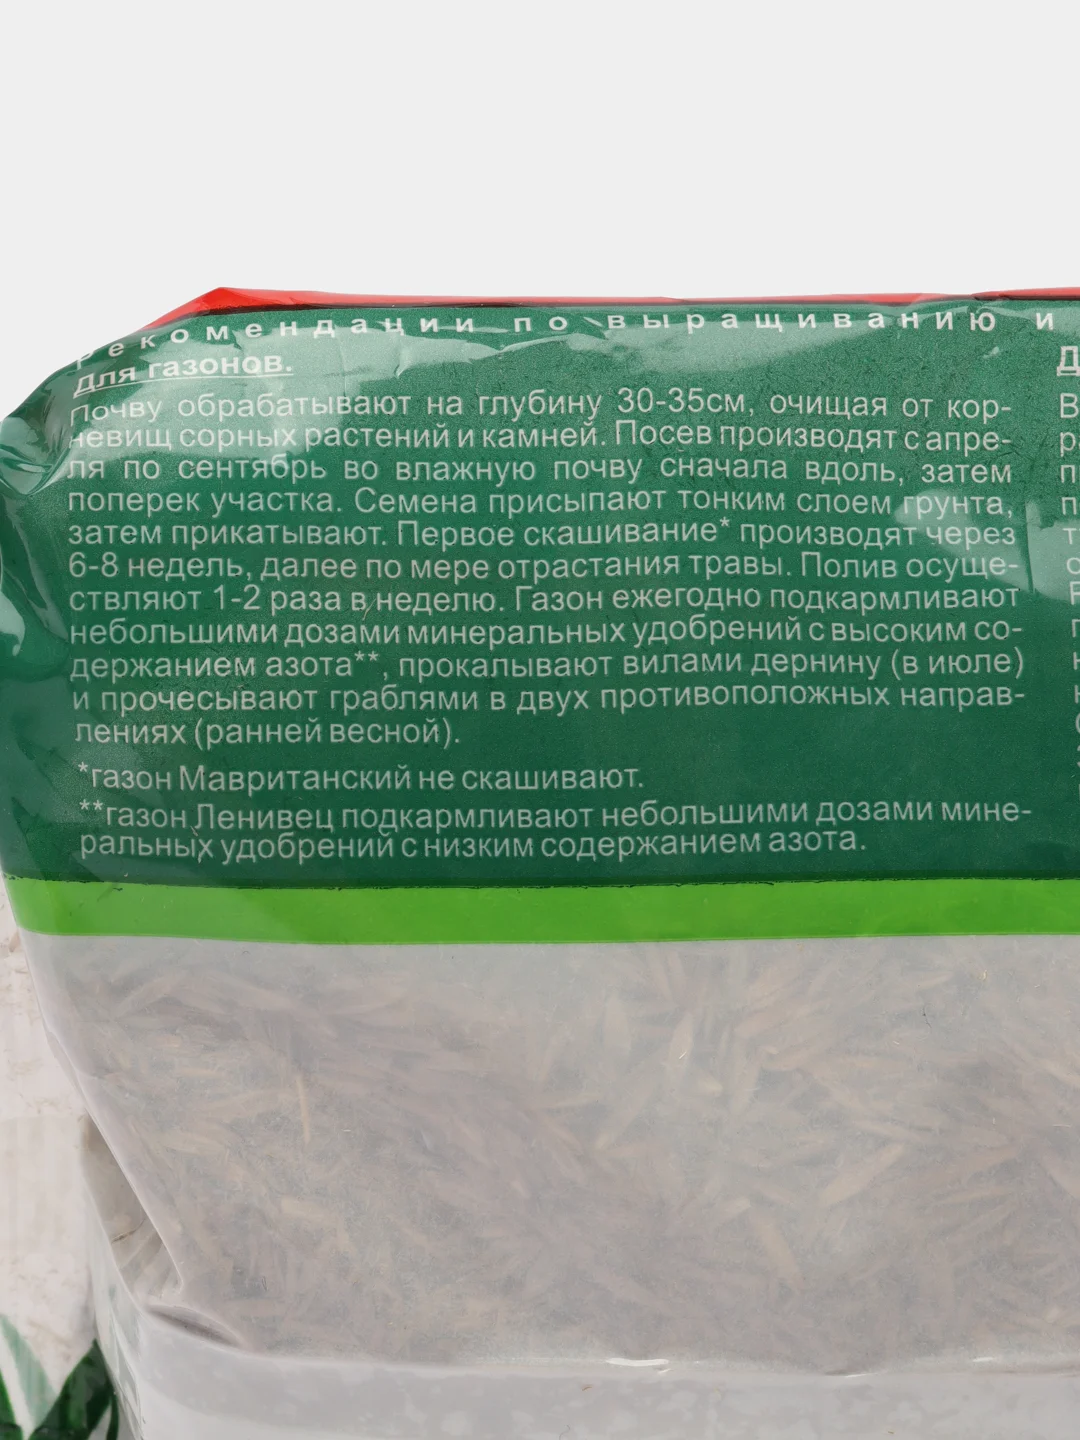 Рекомендации по выращиванию и
Для газонов.
Почву обрабатывают на глубину 30-35см, очищая от кор-
невищ сорных растений и камней. Посев производят с апре-
ля по сентябрь во влажную почву сначала вдоль, затем
поперек участка. Семена присыпают тонким слоем грунта,
затем прикатывают. Первое скашивание* производят через
6-8 недель, далее по мере отрастания травы. Полив осуще-
ствляют 1-2 раза в неделю. Газон ежегодно подкармливают
небольшими дозами минеральных удобрений с высоким со-
держанием азота**, прокалывают вилами дернину (в июле)
и прочесывают граблями в двух противоположных направ-
лениях (ранней весной).
*газон Мавританский не скашивают.
**газон Ленивец подкармливают небольшими дозами мине-
ральных удобрений с низким содержанием азота.